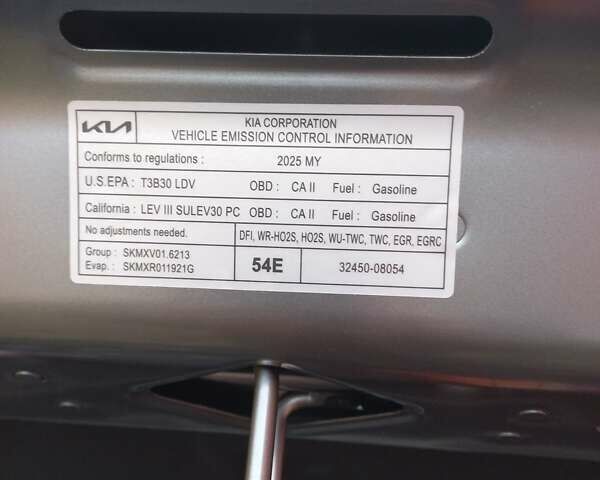 KIA KIA CORPORATION
VEHICLE EMISSION CONTROL INFORMATION
Conforms to regulations : 2025 MY
U.S.EPA : T3B30 LDV OBD : CA II Fuel : Gasoline
California : LEV III SULEV30 PC OBD : CA II Fuel : Gasoline
No adjustments needed. DFI, WR-HO2S, HO2S, WU-TWC, TWC, EGR, EGRC
Group : SKMXV01.6213
Evap. : SKMXR011921G
54E 32450-08054